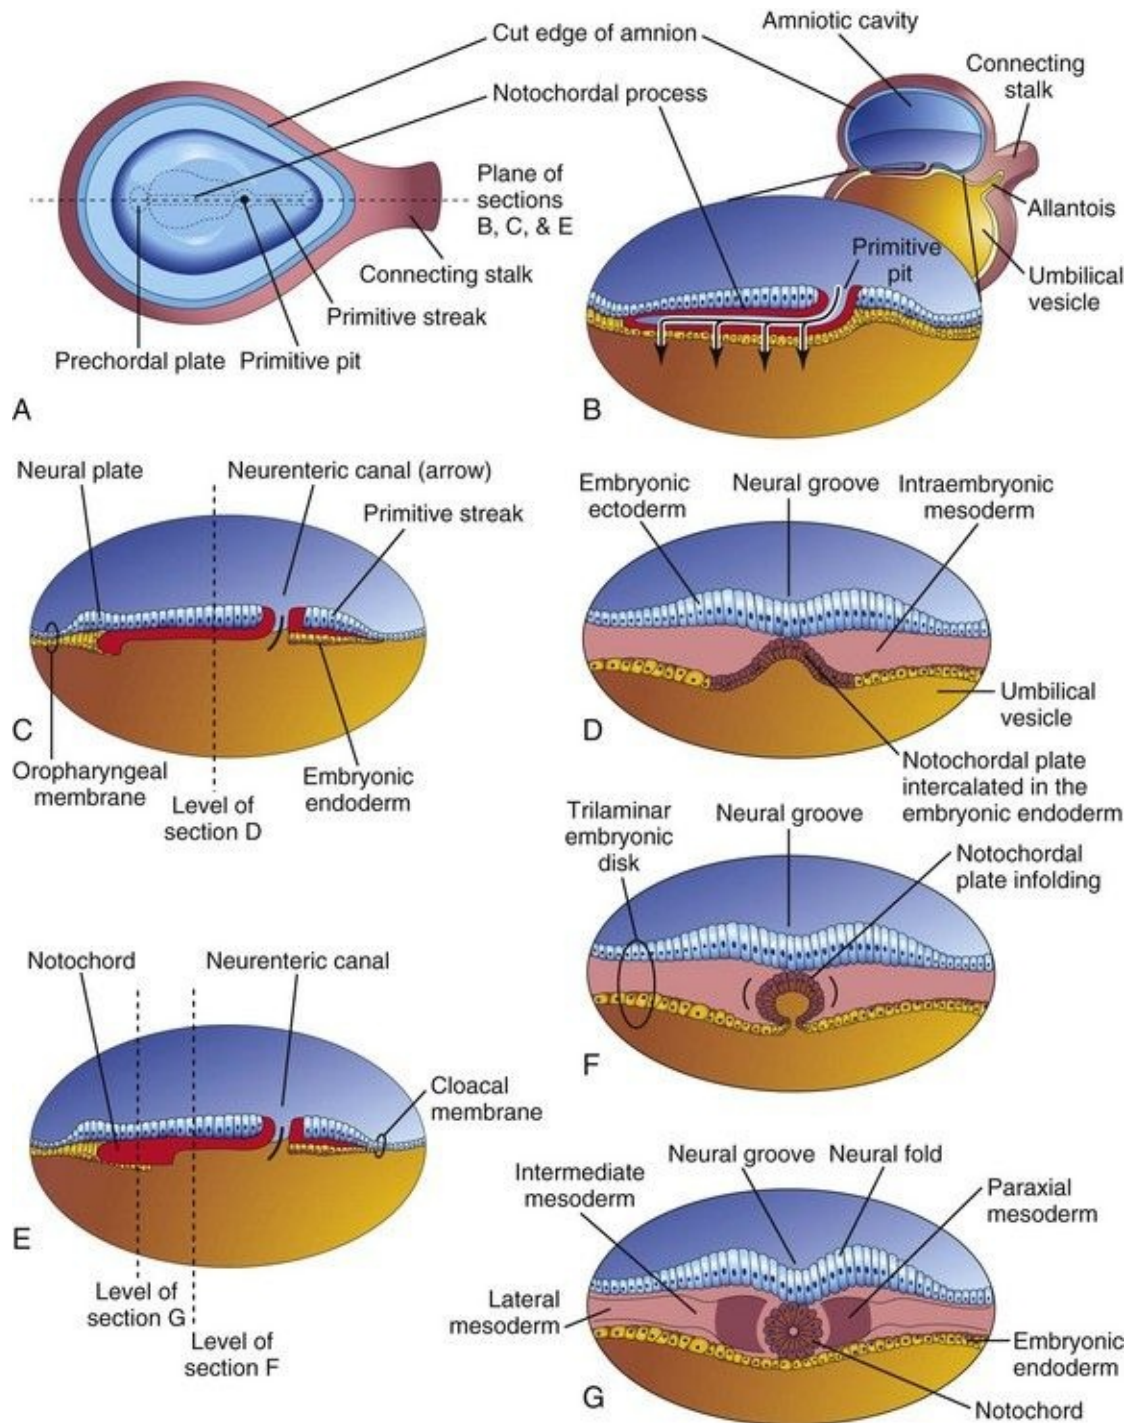 Cut edge of amnion
Notochordal process
Plane of
sections
B, C, & E
Connecting stalk
Primitive streak
Prechordal plate
Primitive pit
A
Amniotic cavity
Connecting
stalk
Allantois
Umbilical
vesicle
Primitive
pit
B
Neural plate
Neurenteric canal (arrow)
Primitive streak
C
Oropharyngeal
membrane
Level of
section D
Embryonic
endoderm
Embryonic
ectoderm
Neural groove
Intraembryonic
mesoderm
Umbilical
vesicle
D
Notochordal plate
intercalated in the
embryonic endoderm
Trilaminar
embryonic
disk
Neural groove
Notochordal
plate infolding
F
Notochord
Neurenteric canal
Cloacal
membrane
E
Level of
section G
Level of
section F
Intermediate
mesoderm
Neural groove
Neural fold
Paraxial
mesoderm
Lateral
mesoderm
Embryonic
endoderm
G
Notochord